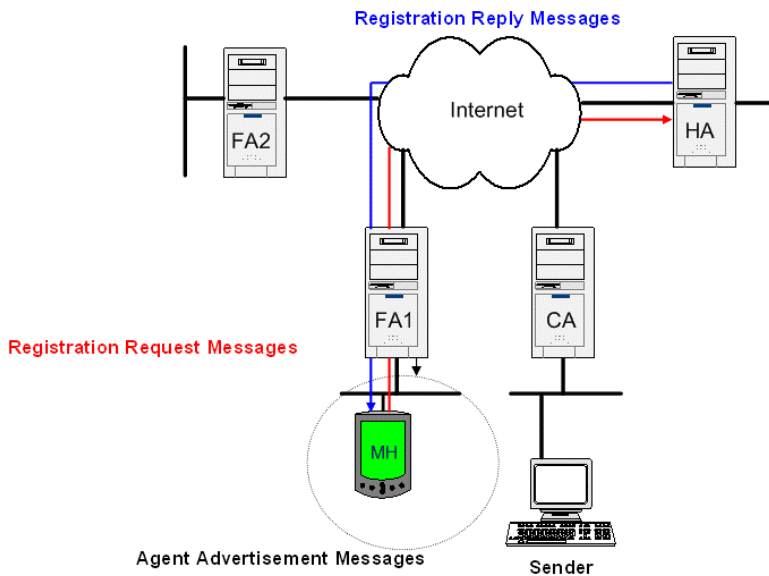 Registration Reply Messages
Internet
FA2
HA
FA1
CA
Registration Request Messages
MH
Agent Advertisement Messages
Sender